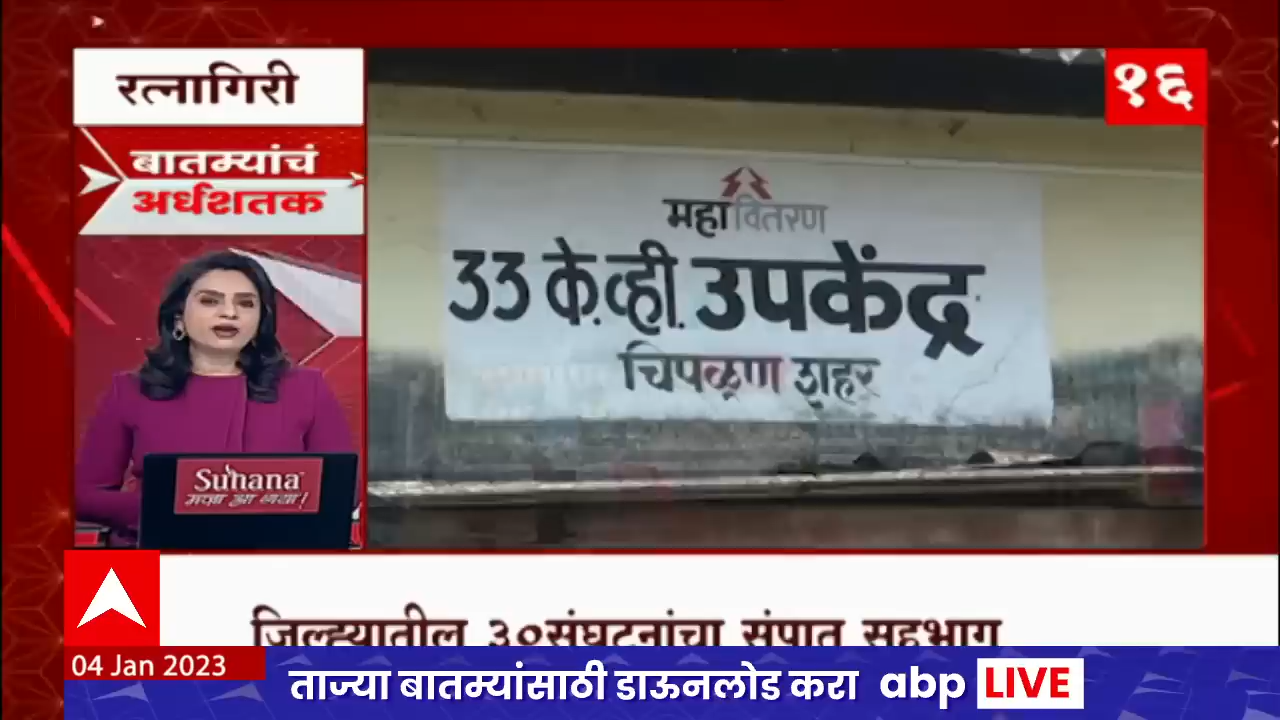 रत्नागिरी
बातम्यांचं
अर्धशतक
१६
महावितरण
33 के.व्ही. उपकेंद्र
चिपळूण शहर
Suhana
जिल्ह्यातील ३०संघटनांचा संपात सहभाग
04 Jan 2023
ताज्या बातम्यांसाठी डाऊनलोड करा abp LIVE